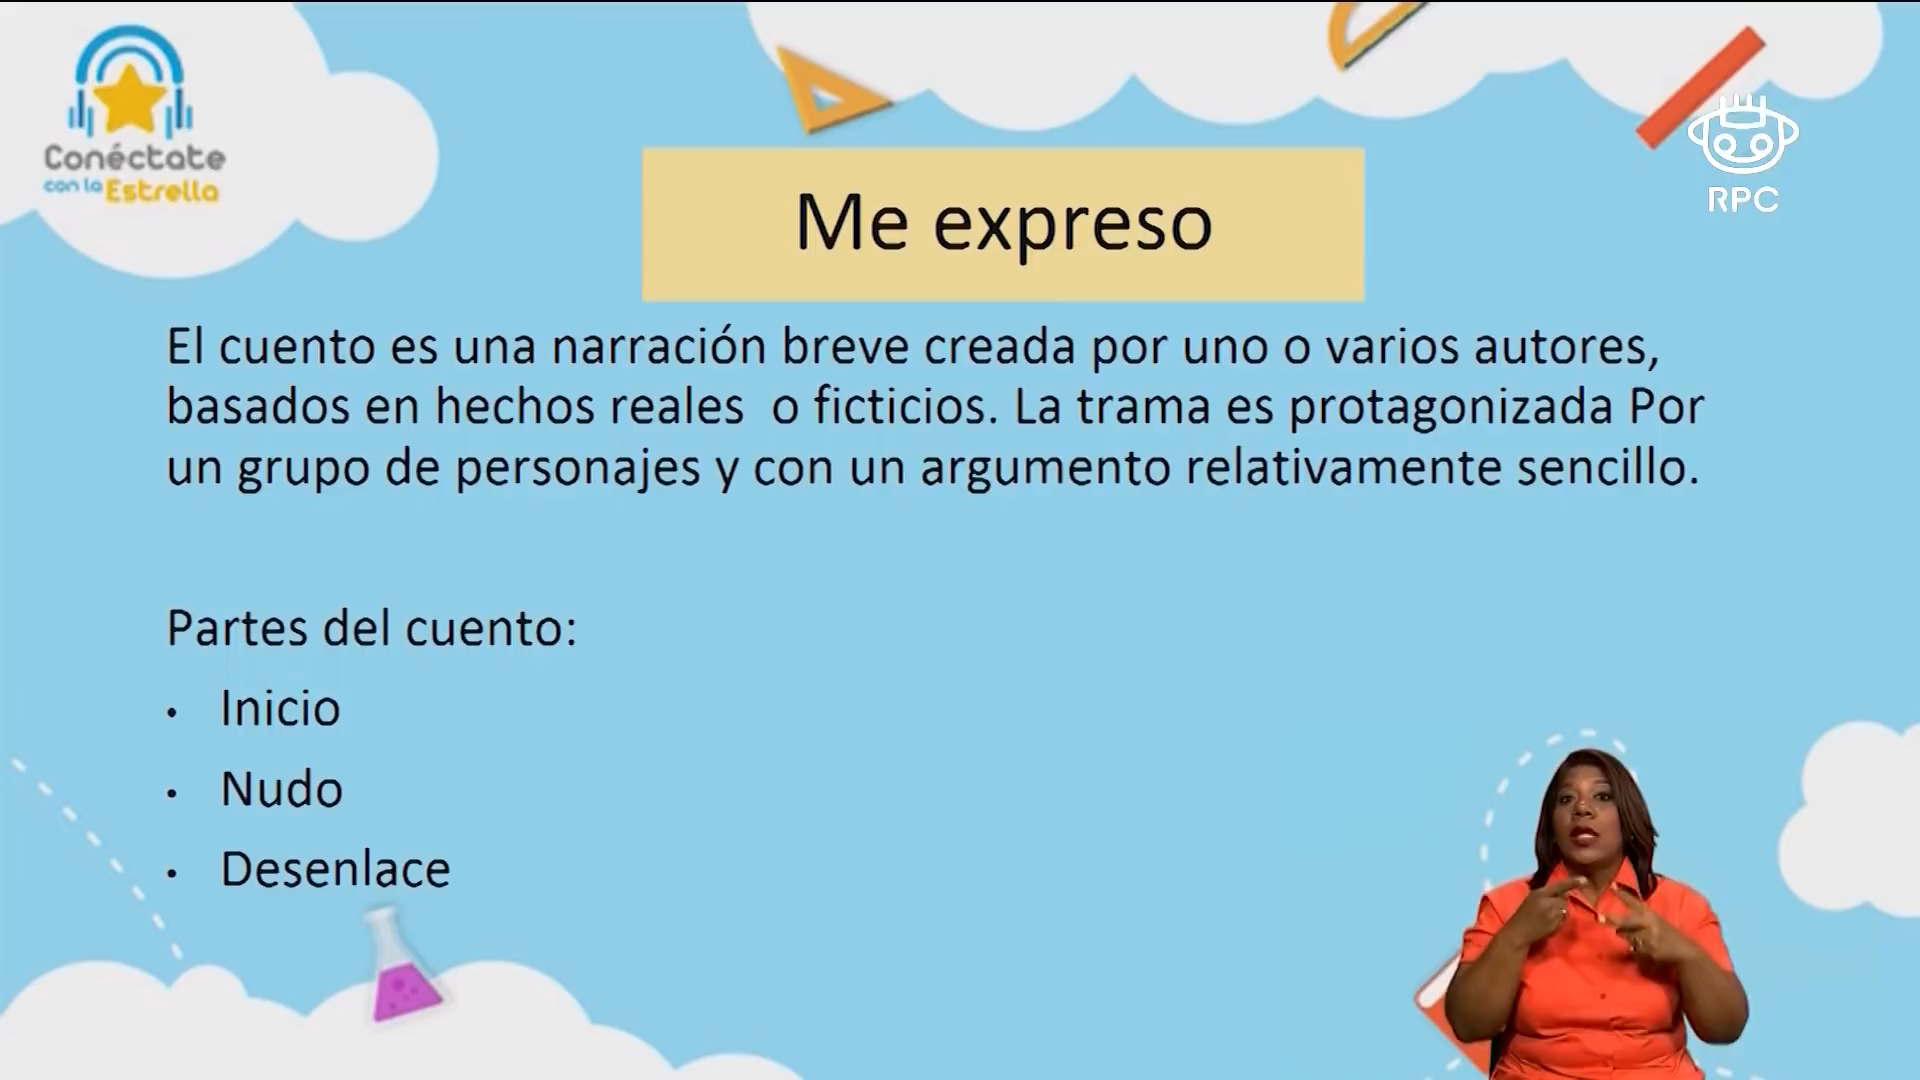 Conéctate
con la Estrella
RPC
Me expreso
El cuento es una narración breve creada por uno o varios autores,
basados en hechos reales  o ficticios. La trama es protagonizada Por
un grupo de personajes y con un argumento relativamente sencillo.
Partes del cuento:
• Inicio
• Nudo
• Desenlace